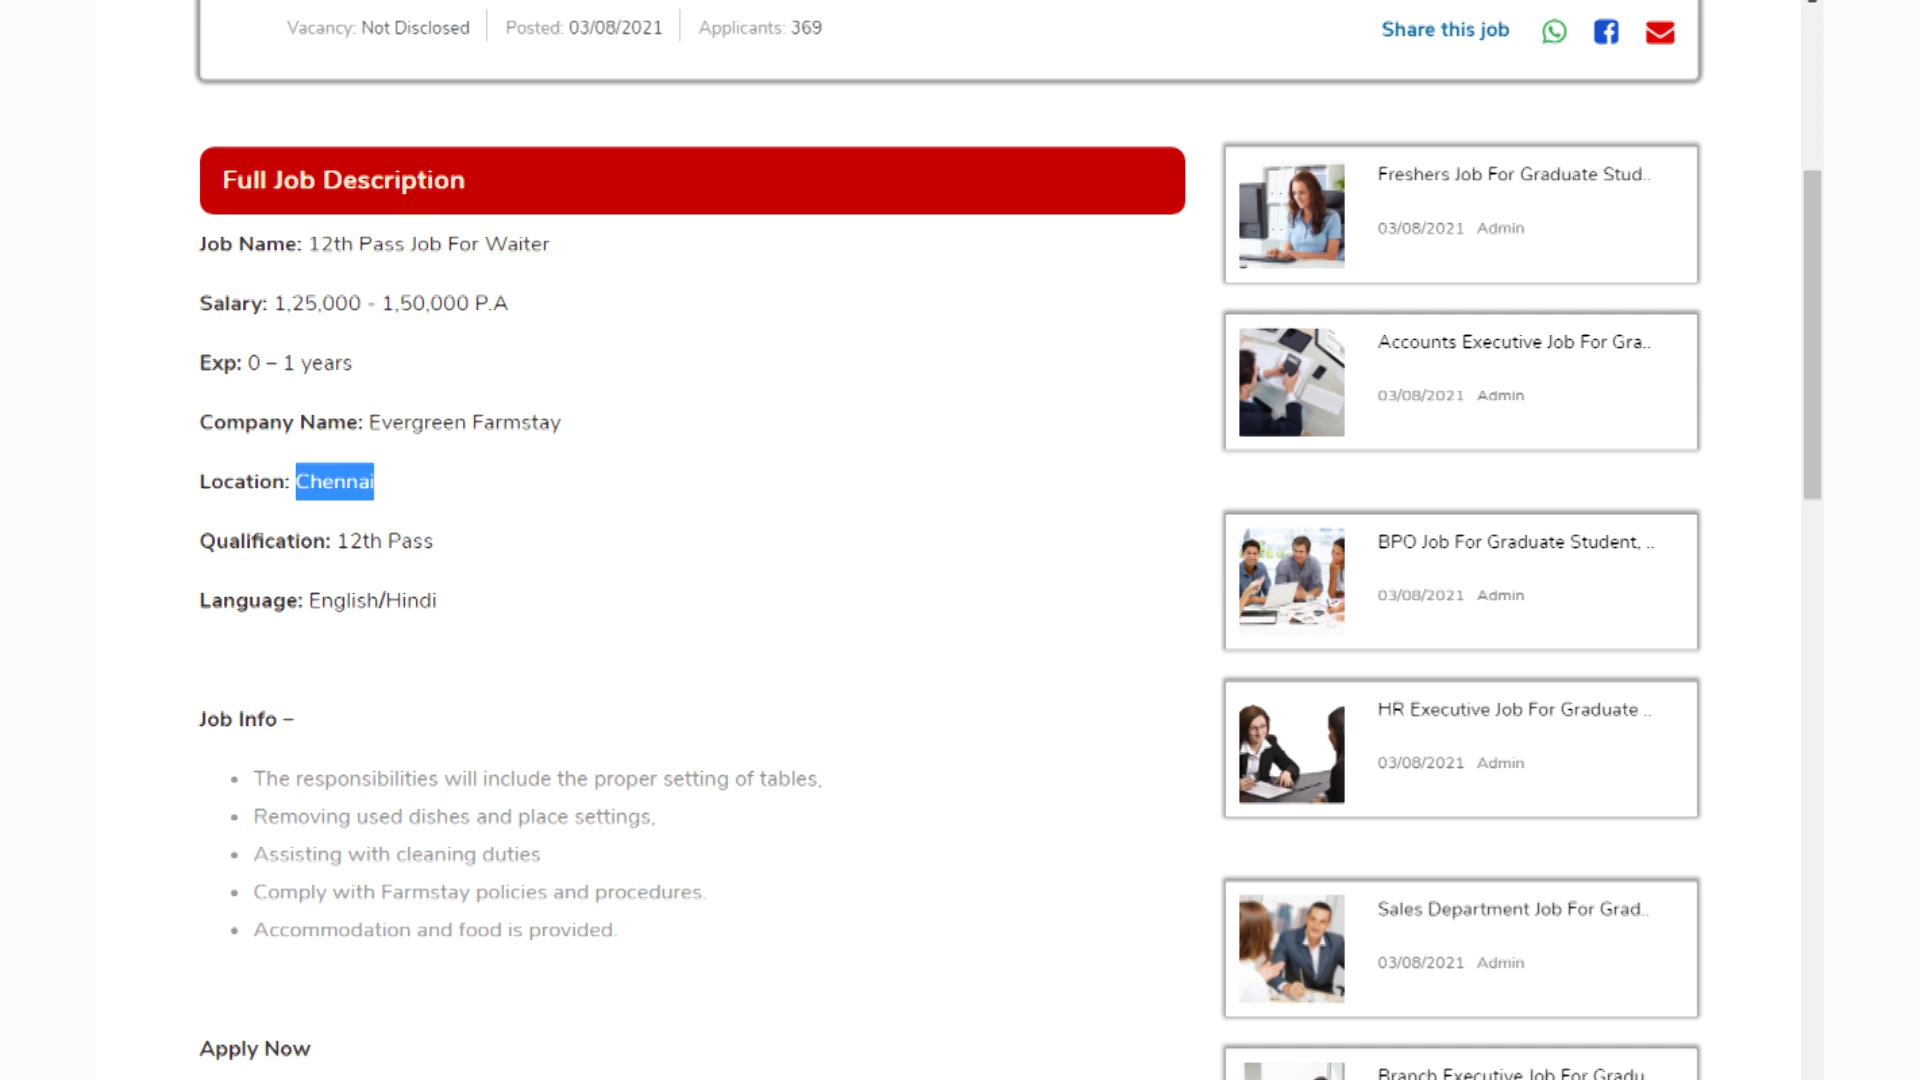 Vacancy: Not Disclosed Posted: 03/08/2021 Applicants: 369
Share this job
Full Job Description
Job Name: 12th Pass Job For Waiter
Salary: 1,25,000 - 1,50,000 P.A
Exp: 0 – 1 years
Company Name: Evergreen Farmstay
Location: Chennai
Qualification: 12th Pass
Language: English/Hindi
Job Info –
• The responsibilities will include the proper setting of tables,
• Removing used dishes and place settings,
• Assisting with cleaning duties
• Comply with Farmstay policies and procedures.
• Accommodation and food is provided.
Apply Now
Freshers Job For Graduate Stud..
03/08/2021 Admin
Accounts Executive Job For Gra..
03/08/2021 Admin
BPO Job For Graduate Student, ..
03/08/2021 Admin
HR Executive Job For Graduate ..
03/08/2021 Admin
Sales Department Job For Grad..
03/08/2021 Admin
Branch Executive Job For Gradu..